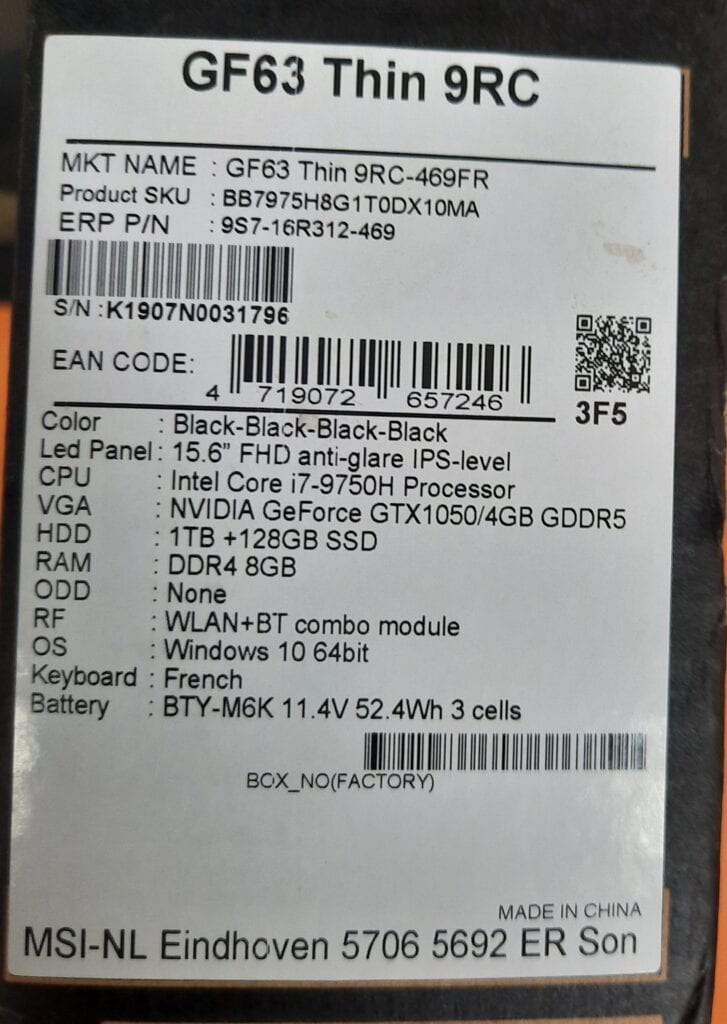 GF63 Thin 9RC
MKT NAME : GF63 Thin 9RC-469FR
Product SKU : BB7975H8G1T0DX10MA
ERP P/N : 9S7-16R312-469
S/N :K1907N0031796
EAN CODE:
4 719072 657246
3F5
Color : Black-Black-Black-Black
Led Panel : 15.6” FHD anti-glare IPS-level
CPU : Intel Core i7-9750H Processor
VGA : NVIDIA GeForce GTX1050/4GB GDDR5
HDD : 1TB +128GB SSD
RAM : DDR4 8GB
ODD : None
RF : WLAN+BT combo module
OS : Windows 10 64bit
Keyboard : French
Battery : BTY-M6K 11.4V 52.4Wh 3 cells
BOX_NO(FACTORY)
MADE IN CHINA
MSI-NL Eindhoven 5706 5692 ER Son